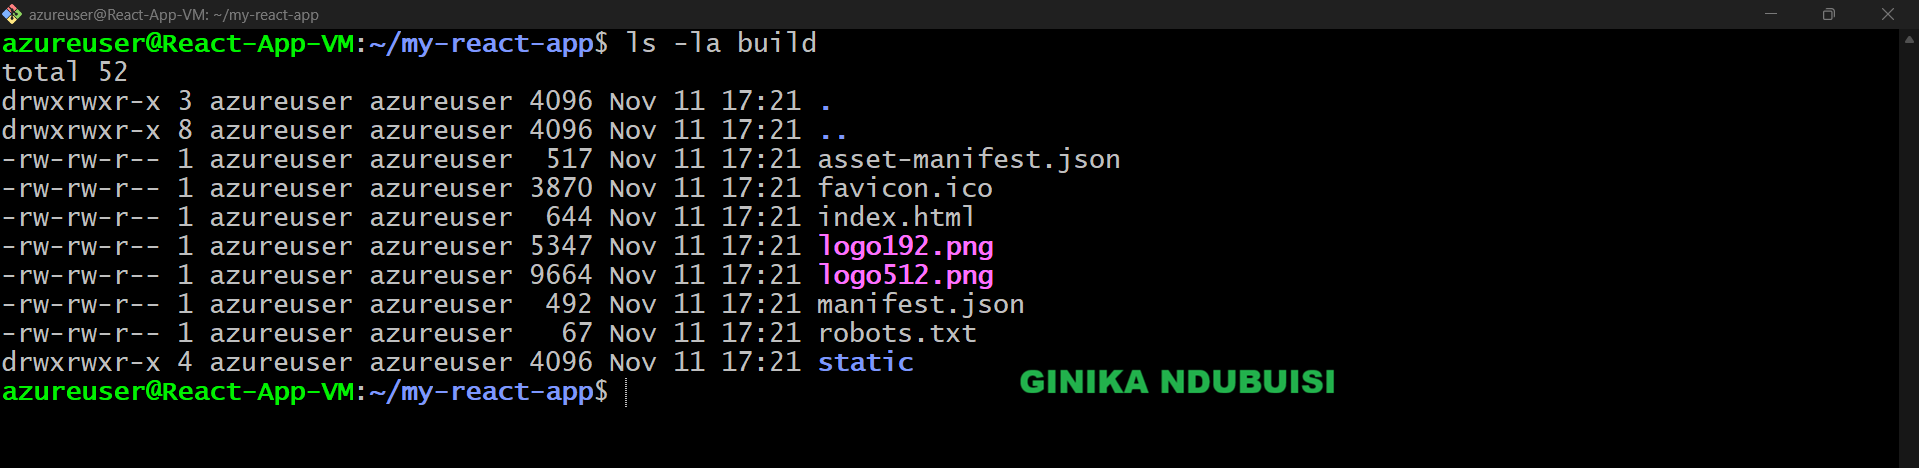 azureuser@React-App-VM: ~/my-react-app
azureuser@React-App-VM:~/my-react-app$ ls -la build
total 52
drwxrwxr-x 3 azureuser azureuser 4096 Nov 11 17:21 .
drwxrwxr-x 8 azureuser azureuser 4096 Nov 11 17:21 ..
-rw-rw-r-- 1 azureuser azureuser  517 Nov 11 17:21 asset-manifest.json
-rw-rw-r-- 1 azureuser azureuser 3870 Nov 11 17:21 favicon.ico
-rw-rw-r-- 1 azureuser azureuser  644 Nov 11 17:21 index.html
-rw-rw-r-- 1 azureuser azureuser 5347 Nov 11 17:21 logo192.png
-rw-rw-r-- 1 azureuser azureuser 9664 Nov 11 17:21 logo512.png
-rw-rw-r-- 1 azureuser azureuser  492 Nov 11 17:21 manifest.json
-rw-rw-r-- 1 azureuser azureuser   67 Nov 11 17:21 robots.txt
drwxrwxr-x 4 azureuser azureuser 4096 Nov 11 17:21 static
azureuser@React-App-VM:~/my-react-app$
GINIKA NDUBUISI